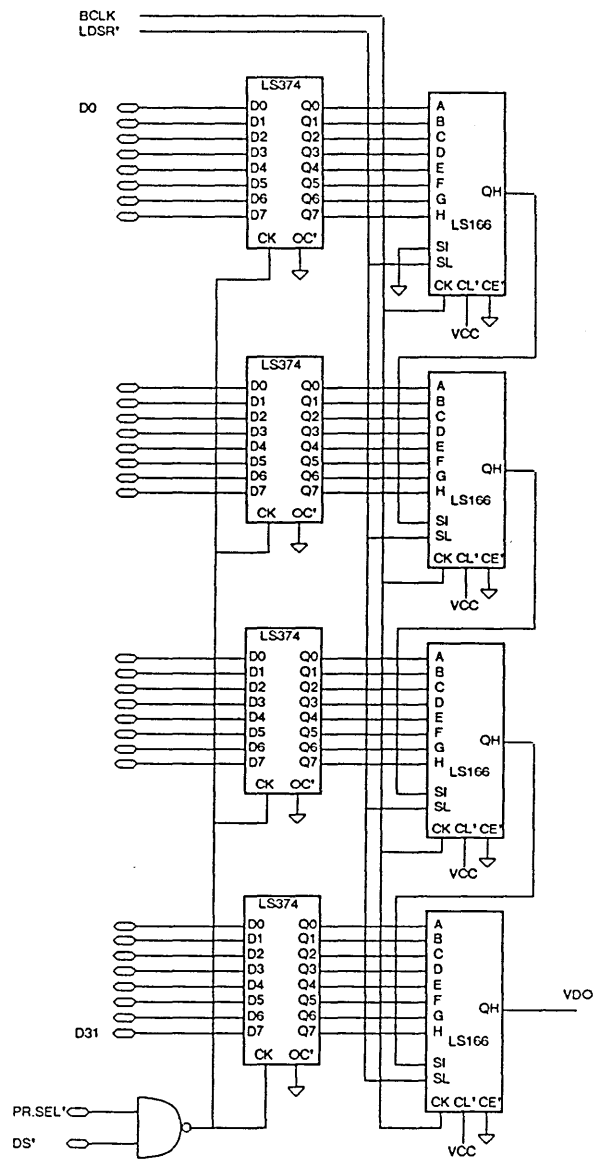 BCLK
LDSR'
LS374
D0 D0 Q0 A
D1 Q1 B
D2 Q2 C
D3 Q3 D
D4 Q4 E
D5 Q5 F
D6 Q6 G QH
D7 Q7 H
LS166
CK OC' SI
SL
CK CL' CE'
VCC
LS374
D0 Q0 A
D1 Q1 B
D2 Q2 C
D3 Q3 D
D4 Q4 E
D5 Q5 F QH
D6 Q6 G
D7 Q7 H
LS166
CK OC' SI
SL
CK CL' CE'
VCC
LS374
D0 Q0 A
D1 Q1 B
D2 Q2 C
D3 Q3 D
D4 Q4 E
D5 Q5 F QH
D6 Q6 G
D7 Q7 H
LS166
CK OC' SI
SL
CK CL' CE'
VCC
LS374
D0 Q0 A
D1 Q1 B
D2 Q2 C
D3 Q3 D
D4 Q4 E
D5 Q5 F QH VDO
D6 Q6 G
D31 D7 Q7 H
LS166
CK OC' SI
SL
PR.SEL' CK CL' CE'
DS' VCC